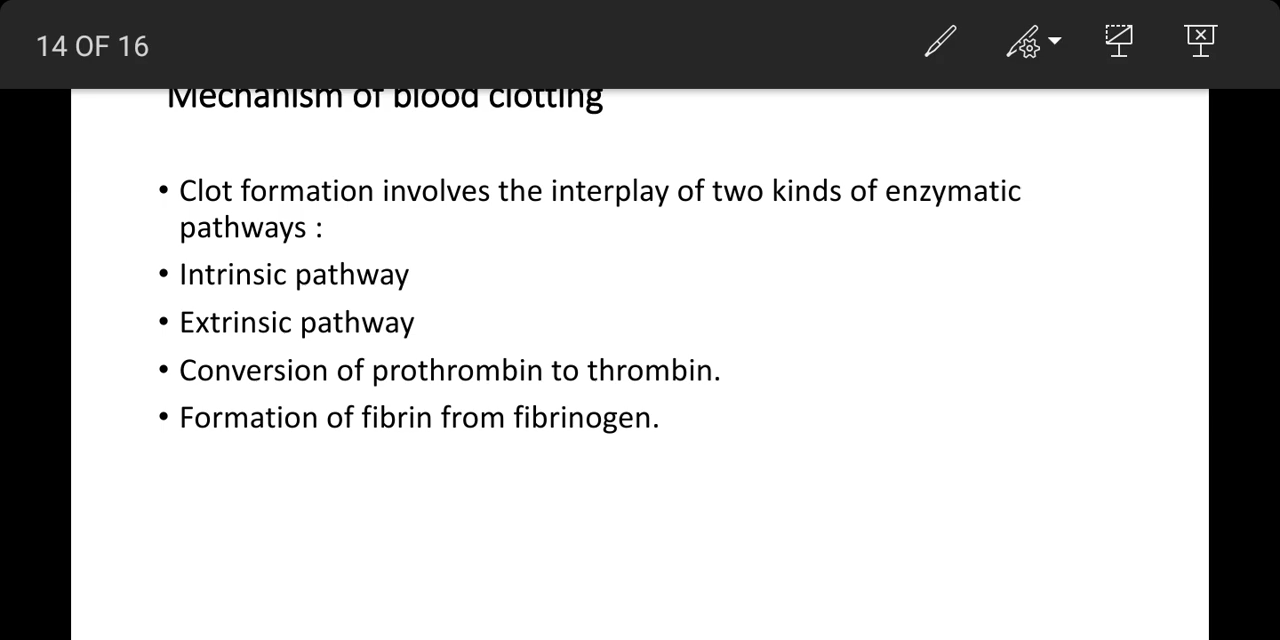 14 OF 16
Mechanism of blood clotting
• Clot formation involves the interplay of two kinds of enzymatic
pathways :
• Intrinsic pathway
• Extrinsic pathway
• Conversion of prothrombin to thrombin.
• Formation of fibrin from fibrinogen.